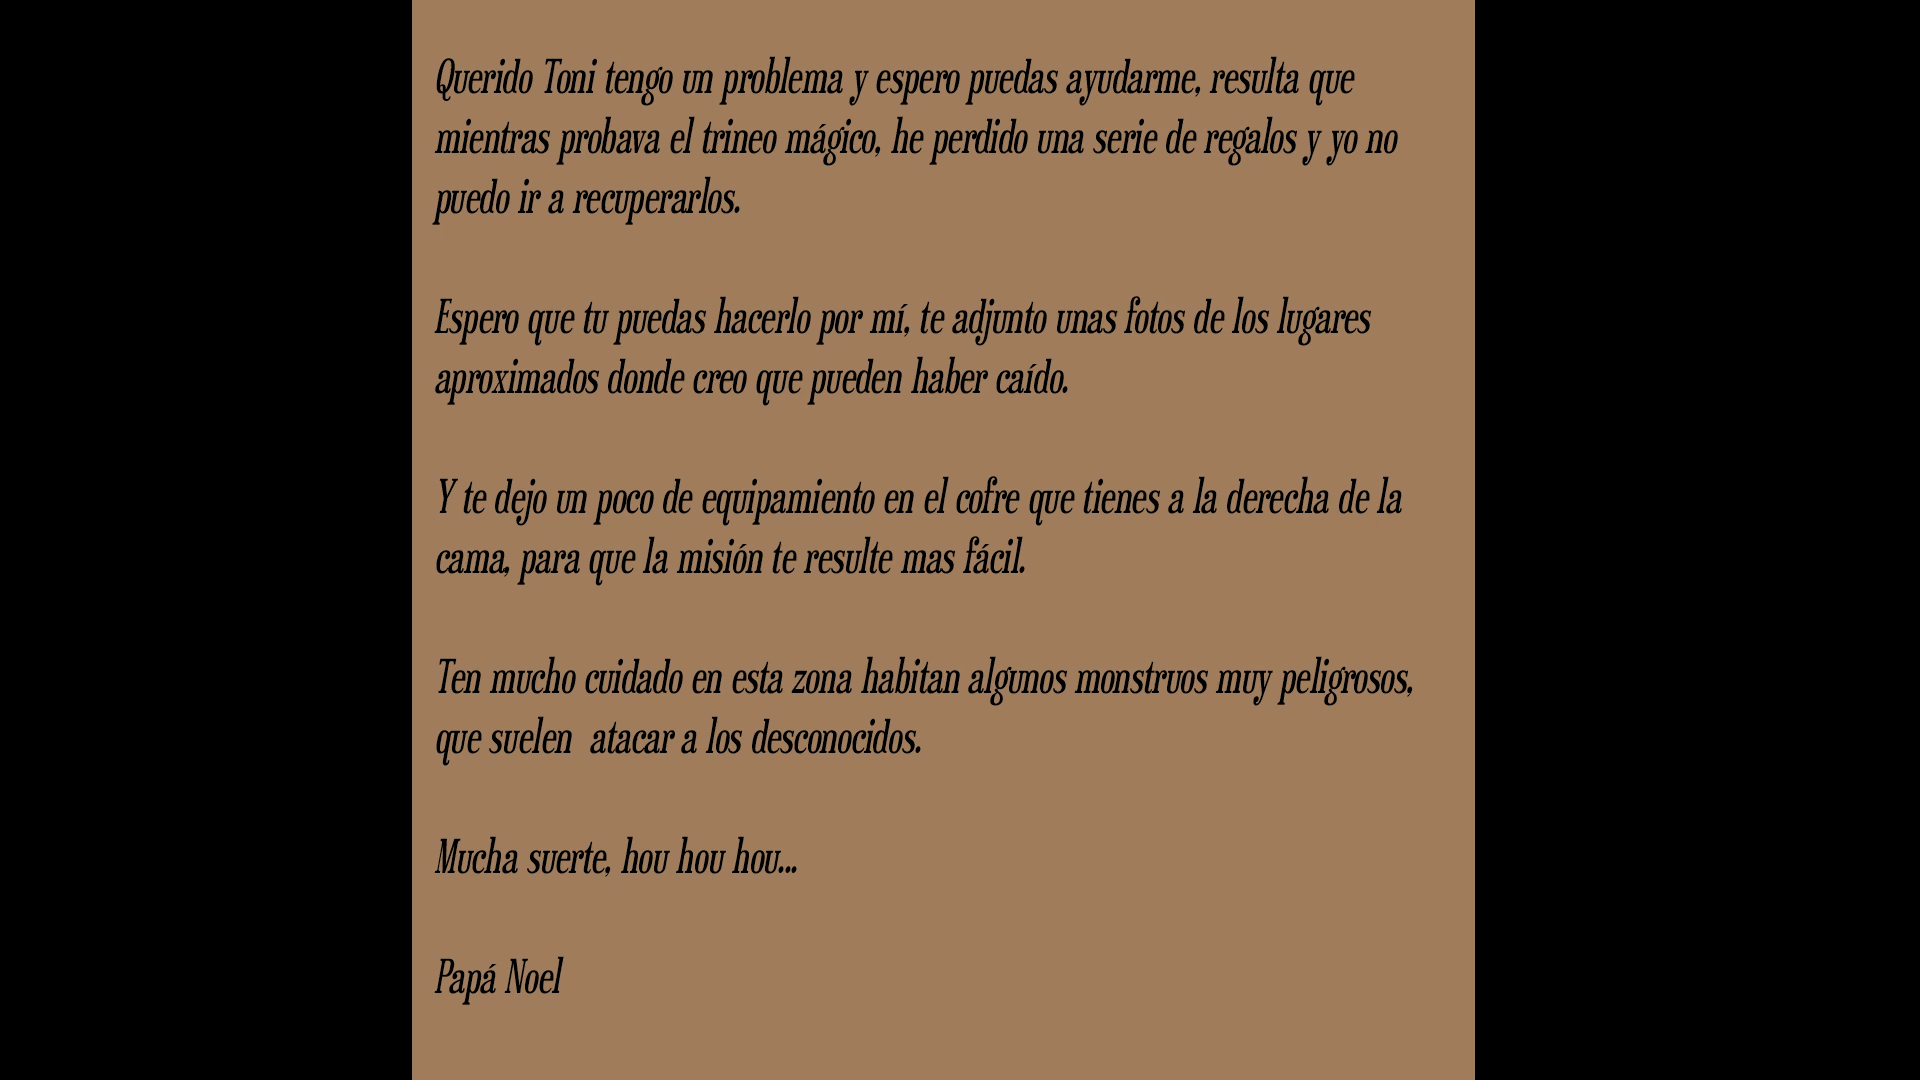 Querido Toni tengo un problema y espero puedas ayudarme, resulta que
mientras probava el trineo mágico, he perdido una serie de regalos y yo no
puedo ir a recuperarlos.
Espero que tu puedas hacerlo por mí, te adjunto unas fotos de los lugares
aproximados donde creo que pueden haber caído.
Y te dejo un poco de equipamiento en el cofre que tienes a la derecha de la
cama, para que la misión te resulte mas fácil.
Ten mucho cuidado en esta zona habitan algunos monstruos muy peligrosos,
que suelen  atacar a los desconocidos.
Mucha suerte, hou hou hou...
Papá Noel